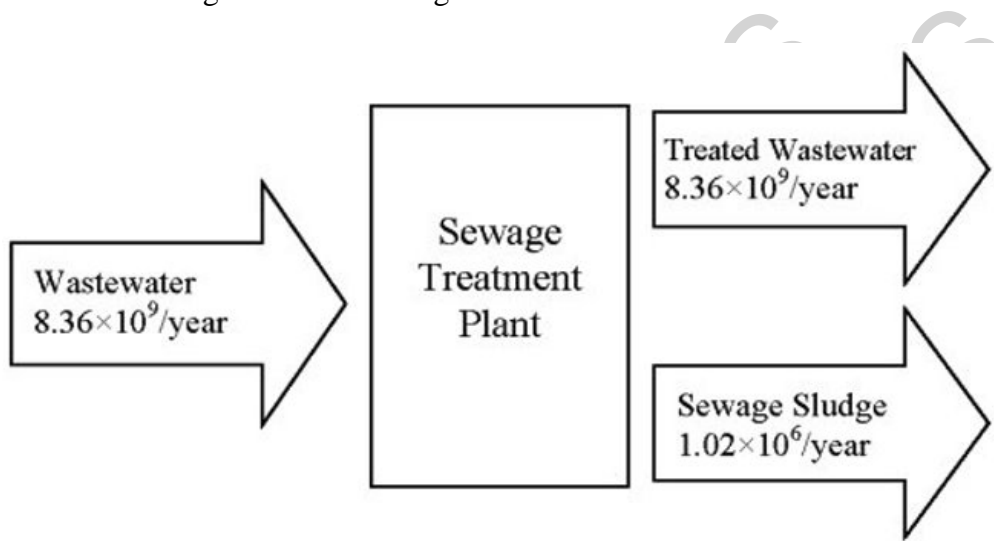 Wastewater
8.36×10⁹/year
Sewage
Treatment
Plant
Treated Wastewater
8.36×10⁹/year
Sewage Sludge
1.02×10⁶/year